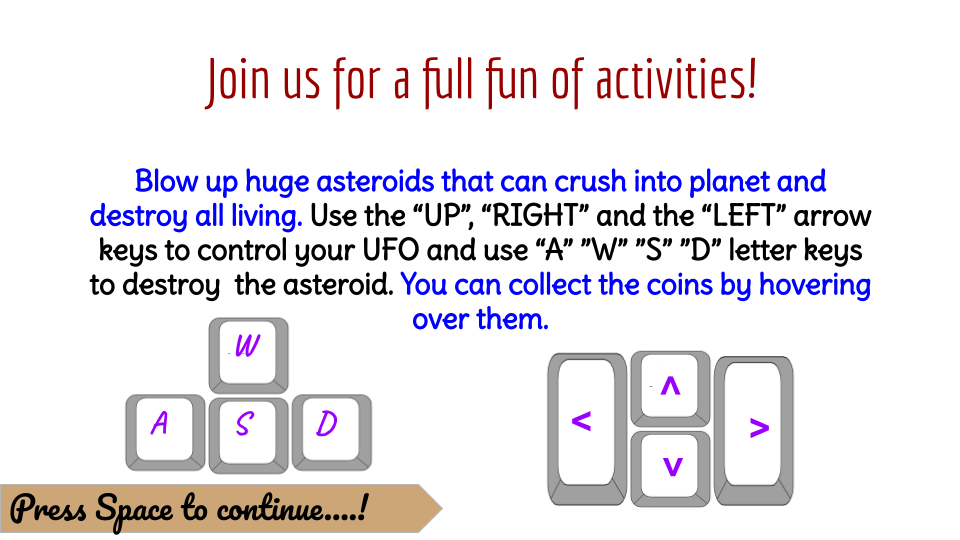 Join us for a full fun of activities!
Blow up huge asteroids that can crush into planet and
destroy all living. Use the “UP”, “RIGHT” and the “LEFT” arrow
keys to control your UFO and use “A” ”W” ”S” ”D” letter keys
to destroy  the asteroid. You can collect the coins by hovering
over them.
W
A S D
^
< >
v
Press Space to continue....!